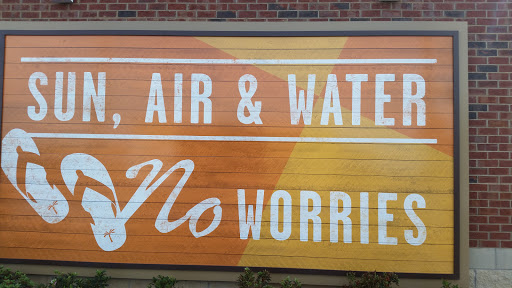 SUN, AIR & WATER
No WORRIES